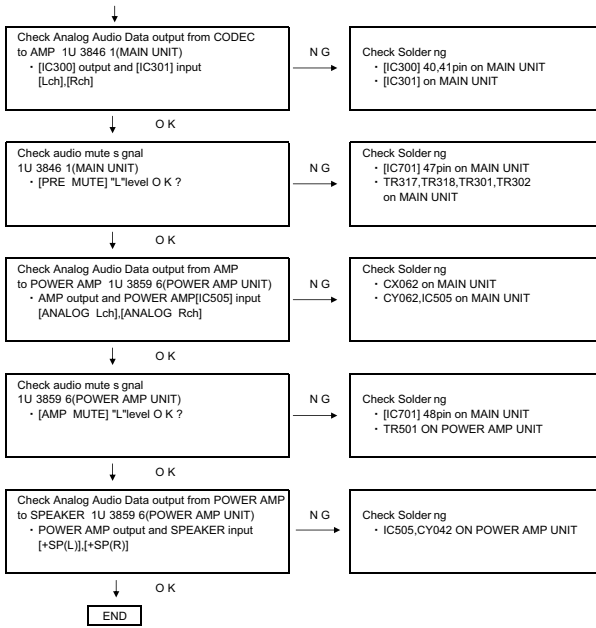 Check Analog Audio Data output from CODEC
to AMP 1U 3846 1(MAIN UNIT)
・[IC300] output and [IC301] input
[Lch],[Rch]
N G
Check Solder ng
・[IC300] 40,41pin on MAIN UNIT
・[IC301] on MAIN UNIT
O K
Check audio mute s gnal
1U 3846 1(MAIN UNIT)
・[PRE MUTE] "L"level O K ?
N G
Check Solder ng
・[IC701] 47pin on MAIN UNIT
・TR317,TR318,TR301,TR302
on MAIN UNIT
O K
Check Analog Audio Data output from AMP
to POWER AMP 1U 3859 6(POWER AMP UNIT)
・AMP output and POWER AMP[IC505] input
[ANALOG Lch],[ANALOG Rch]
N G
Check Solder ng
・CX062 on MAIN UNIT
・CY062,IC505 on MAIN UNIT
O K
Check audio mute s gnal
1U 3859 6(POWER AMP UNIT)
・[AMP MUTE] "L"level O K ?
N G
Check Solder ng
・[IC701] 48pin on MAIN UNIT
・TR501 ON POWER AMP UNIT
O K
Check Analog Audio Data output from POWER AMP
to SPEAKER 1U 3859 6(POWER AMP UNIT)
・POWER AMP output and SPEAKER input
[+SP(L)],[+SP(R)]
N G
Check Solder ng
・IC505,CY042 ON POWER AMP UNIT
O K
END